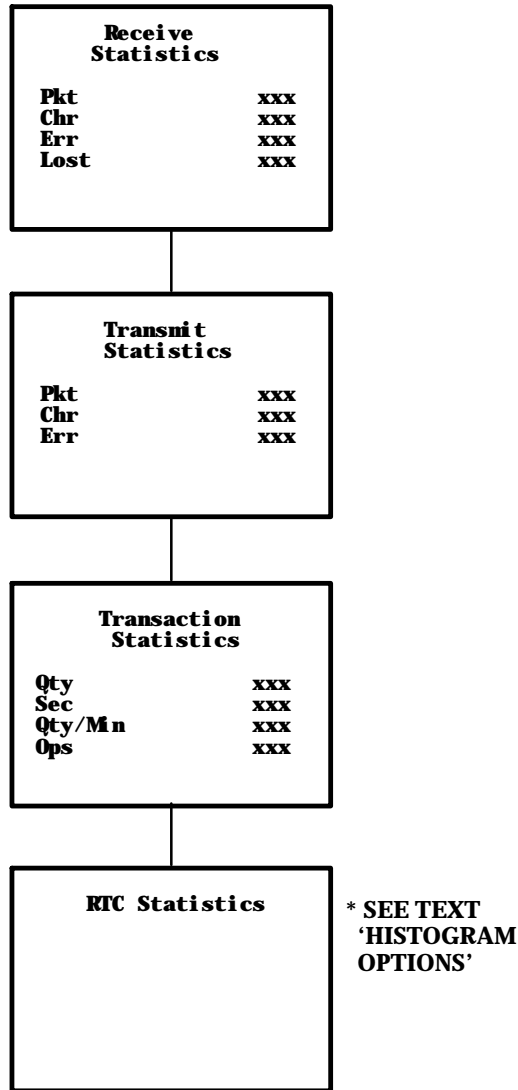 Receive
Statistics
Pkt xxx
Chr xxx
Err xxx
Lost xxx
Transmit
Statistics
Pkt xxx
Chr xxx
Err xxx
Transaction
Statistics
Qty xxx
Sec xxx
Qty/Min xxx
Ops xxx
RTC Statistics
* SEE TEXT
‘HISTOGRAM
OPTIONS’